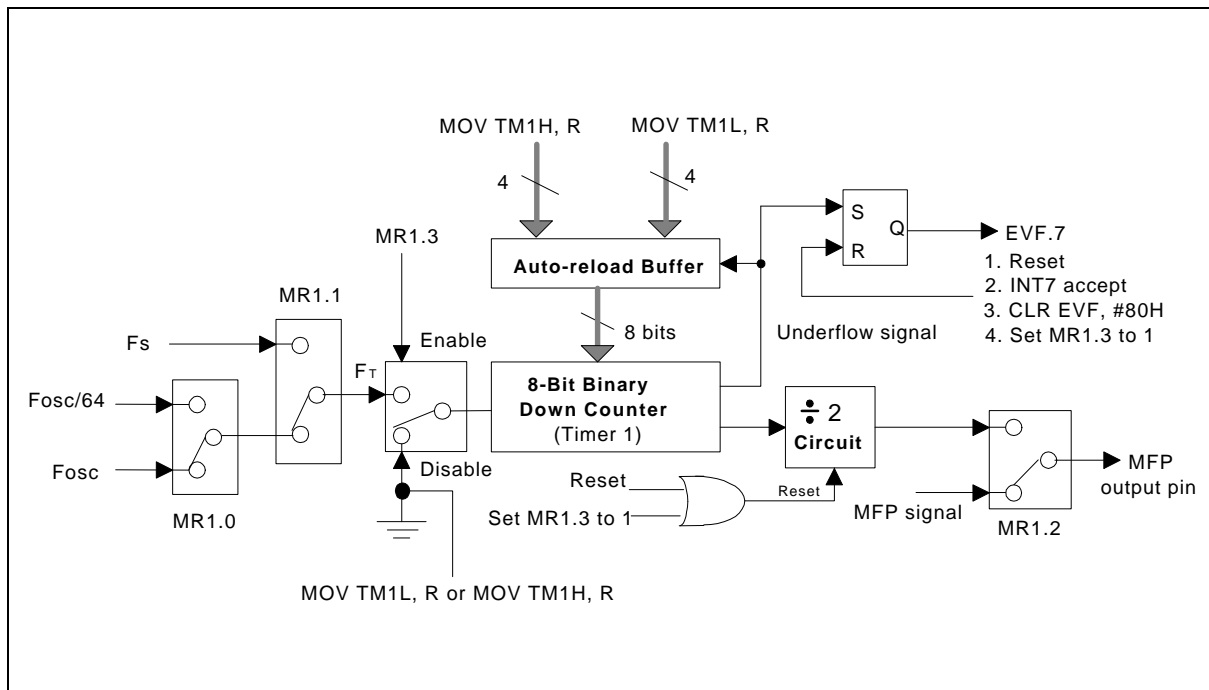 MOV TM1H, R
MOV TM1L, R
4
4
S
Q
R
EVF.7
1. Reset
2. INT7 accept
3. CLR EVF, #80H
4. Set MR1.3 to 1
MR1.3
Auto-reload Buffer
MR1.1
8 bits
Underflow signal
Fs
Enable
FT
Fosc/64
8-Bit Binary
Down Counter
(Timer 1)
÷ 2
Circuit
Fosc
Disable
MR1.0
Reset
Set MR1.3 to 1
Reset
MFP signal
MFP
output pin
MR1.2
MOV TM1L, R or MOV TM1H, R